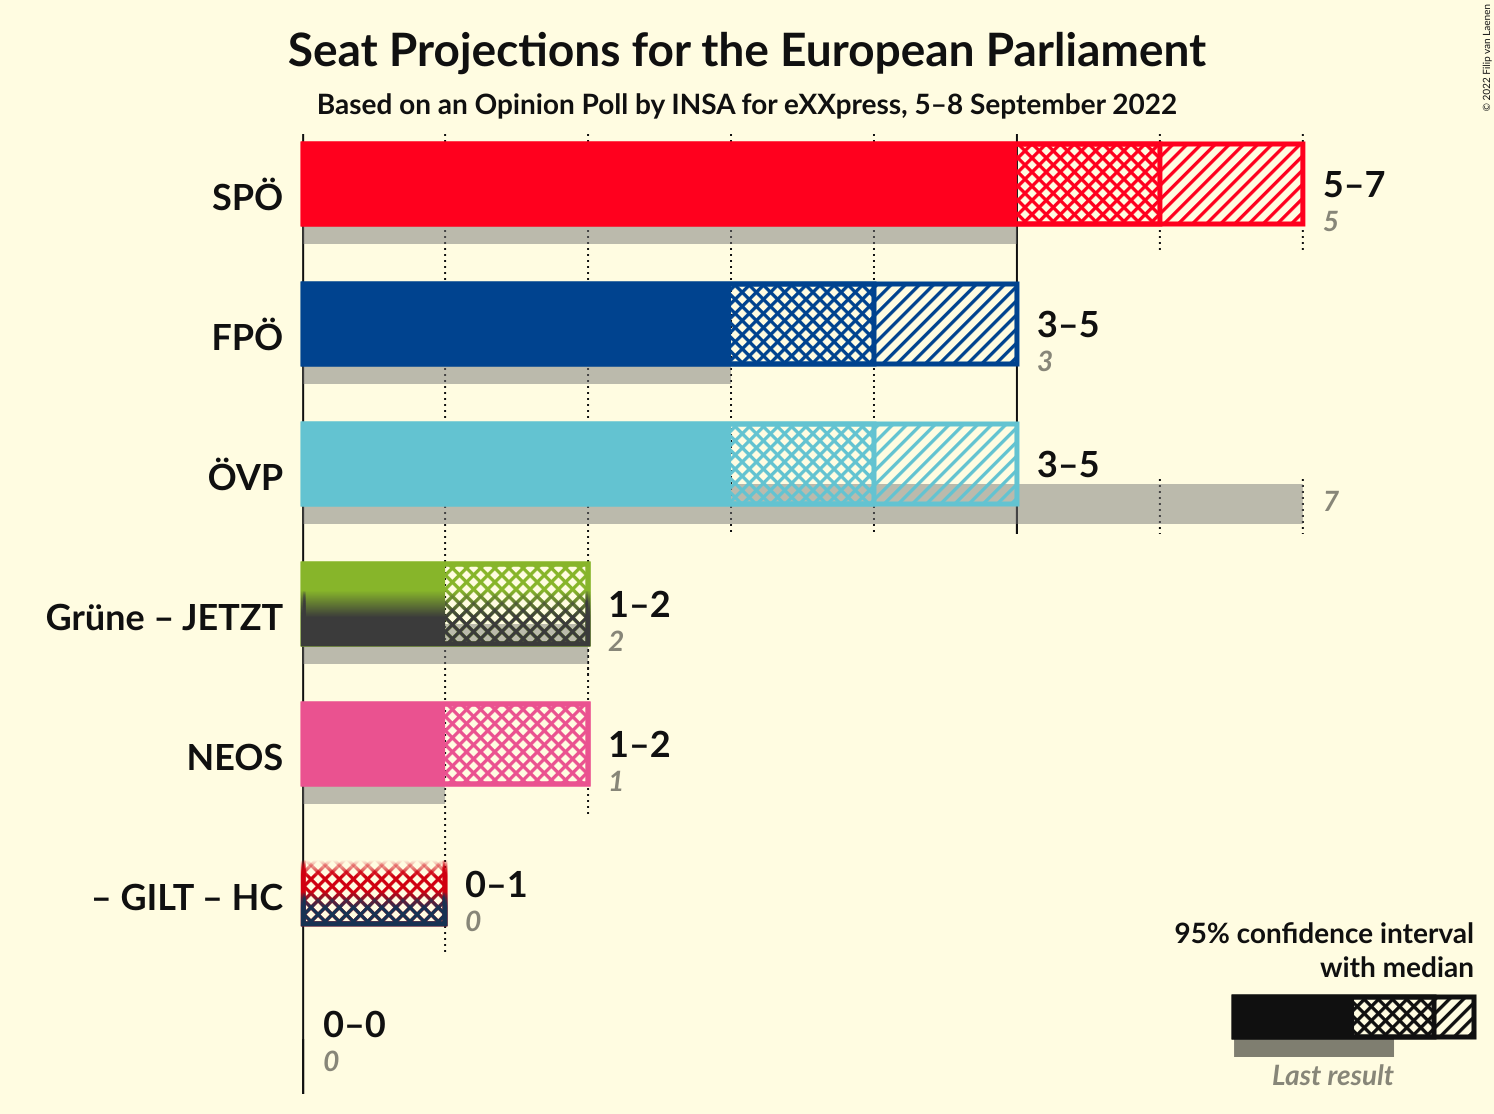 Seat Projections for the European Parliament
Based on an Opinion Poll by INSA for eXXpress, 5–8 September 2022
© 2022 Filip van Laenen
SPÖ
5–7
5
FPÖ
3–5
3
ÖVP
3–5
7
Grüne – JETZT
1–2
2
NEOS
1–2
1
– GILT – HC
0–1
0
0–0
0
95% confidence interval
with median
Last result